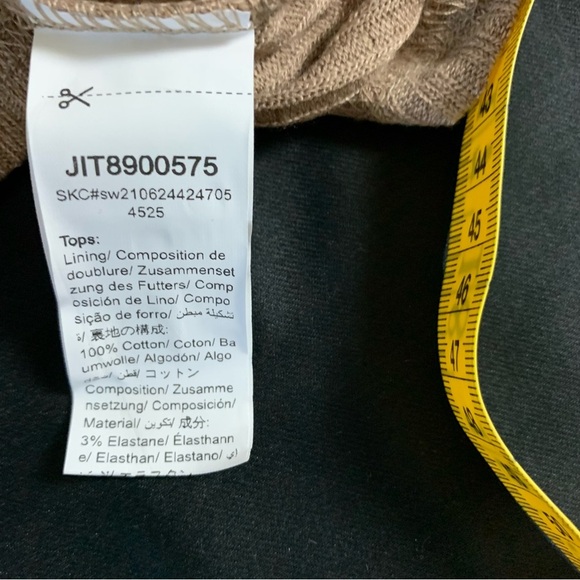 JIT8900575
SKC#sw210624424705
4525
Tops:
Lining/ Composition de
doublure/ Zusammenset
zung des Futters/ Comp
osición de Lino/ Compo
sição de forro/ تشكيلة مبطن/
ة/ 裏地の構成:
100% Cotton/ Coton/ Ba
umwolle/ Algodón/ Algo
قطن/ コットン
Composition/ Zusamme
nsetzung/ Composición/
Material/ تكوين/ 成分:
3% Elastane/ Élasthann
e/ Elasthan/ Elastano/
43
44
45
46
47